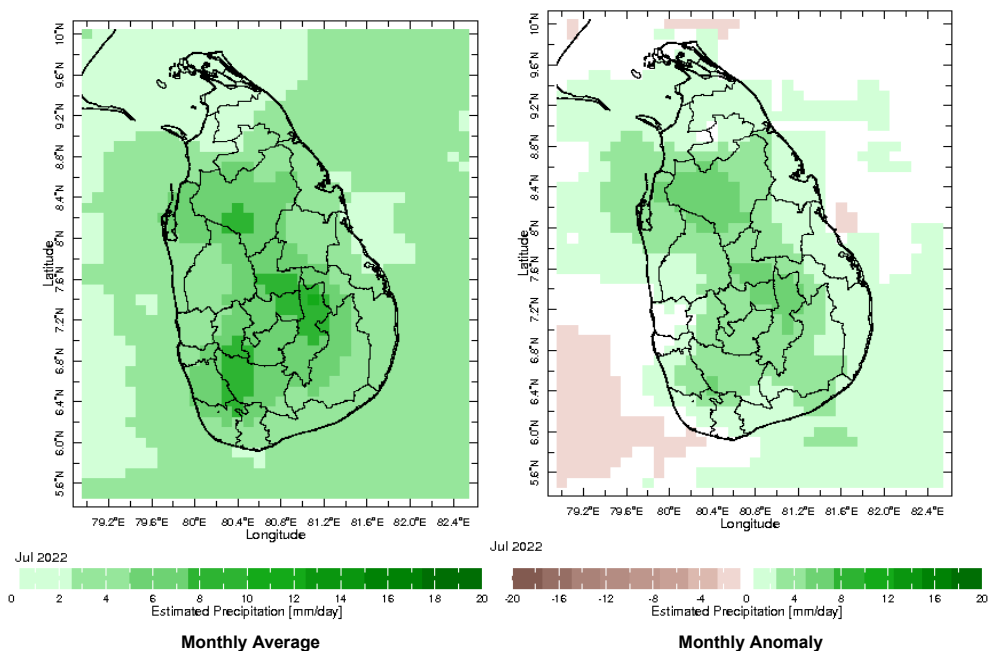 10°N
9.6°N
9.2°N
8.8°N
8.4°N
8°N
7.6°N
7.2°N
6.8°N
6.4°N
6.0°N
5.6°N
Latitude
79.2°E 79.6°E 80°E 80.4°E 80.8°E 81.2°E 81.6°E 82.0°E 82.4°E
Longitude
Jul 2022
0 2 4 6 8 10 12 14 16 18 20
Estimated Precipitation [mm/day]
Monthly Average
10°N
9.6°N
9.2°N
8.8°N
8.4°N
8°N
7.6°N
7.2°N
6.8°N
6.4°N
6.0°N
5.6°N
Latitude
79.2°E 79.6°E 80°E 80.4°E 80.8°E 81.2°E 81.6°E 82.0°E 82.4°E
Longitude
Jul 2022
-20 -16 -12 -8 -4 0 2 4 6 8 10 12 14 16 18 20
Estimated Precipitation [mm/day]
Monthly Anomaly